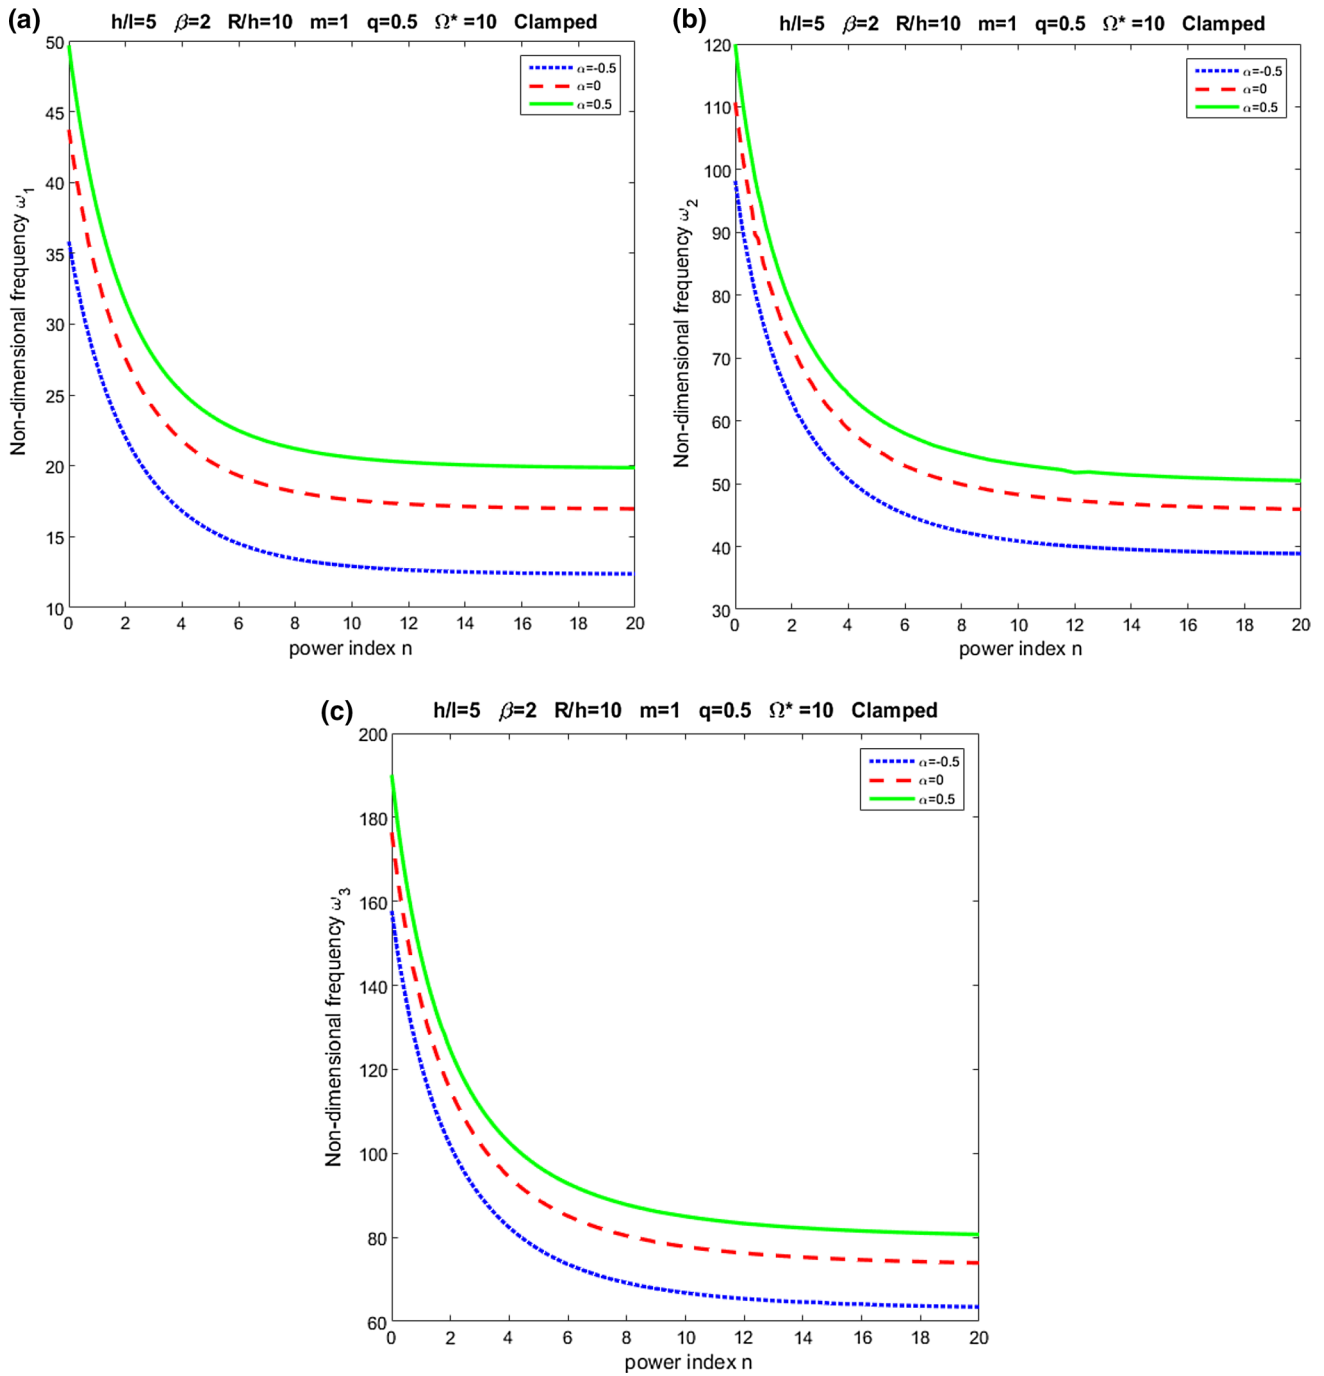 (a)
h/l=5 β=2 R/h=10 m=1 q=0.5 Ω* =10 Clamped
50
45
40
35
30
25
20
15
10
Non-dimensional frequency ω1
α=-0.5
α=0
α=0.5
0 2 4 6 8 10 12 14 16 18 20
power index n
(b)
h/l=5 β=2 R/h=10 m=1 q=0.5 Ω* =10 Clamped
120
110
100
90
80
70
60
50
40
30
Non-dimensional frequency ω2
α=-0.5
α=0
α=0.5
0 2 4 6 8 10 12 14 16 18 20
power index n
(c)
h/l=5 β=2 R/h=10 m=1 q=0.5 Ω* =10 Clamped
200
180
160
140
120
100
80
60
Non-dimensional frequency ω3
α=-0.5
α=0
α=0.5
0 2 4 6 8 10 12 14 16 18 20
power index n